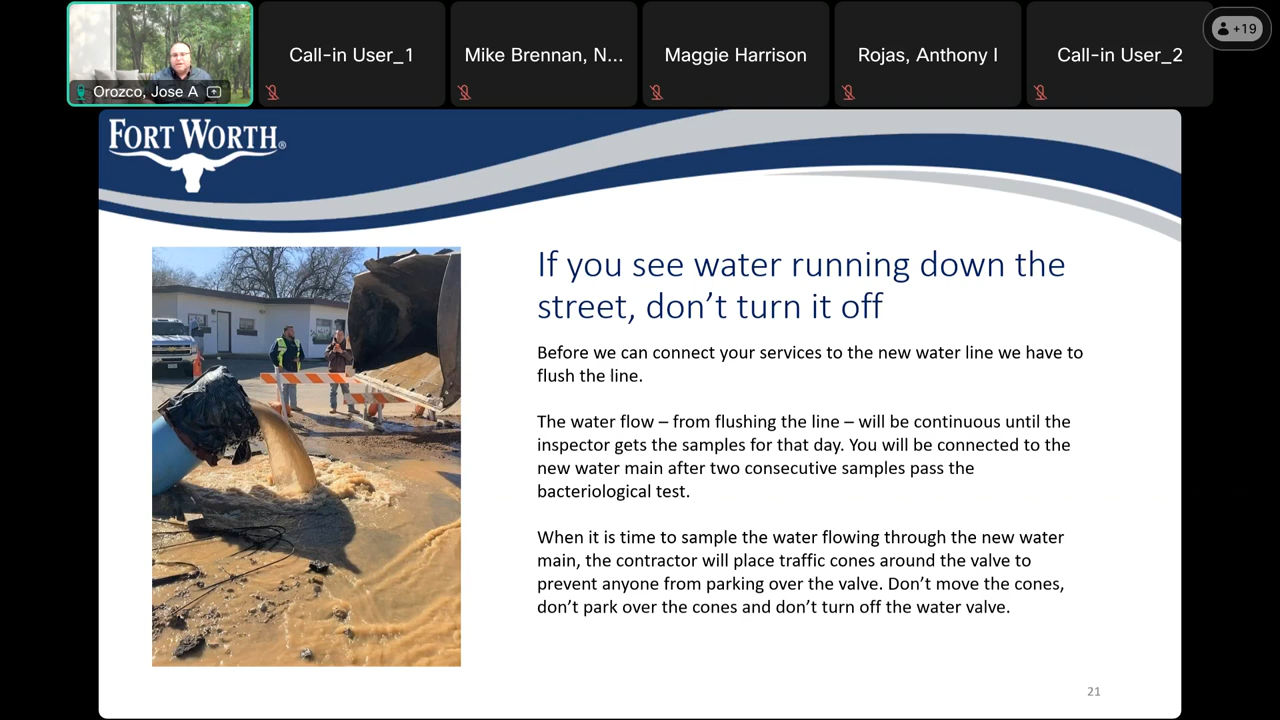 Orozco, Jose A
Call-in User_1
Mike Brennan, N...
Maggie Harrison
Rojas, Anthony I
Call-in User_2
+19
FORT WORTH®
If you see water running down the
street, don’t turn it off
Before we can connect your services to the new water line we have to
flush the line.
The water flow – from flushing the line – will be continuous until the
inspector gets the samples for that day. You will be connected to the
new water main after two consecutive samples pass the
bacteriological test.
When it is time to sample the water flowing through the new water
main, the contractor will place traffic cones around the valve to
prevent anyone from parking over the valve. Don’t move the cones,
don’t park over the cones and don’t turn off the water valve.
21